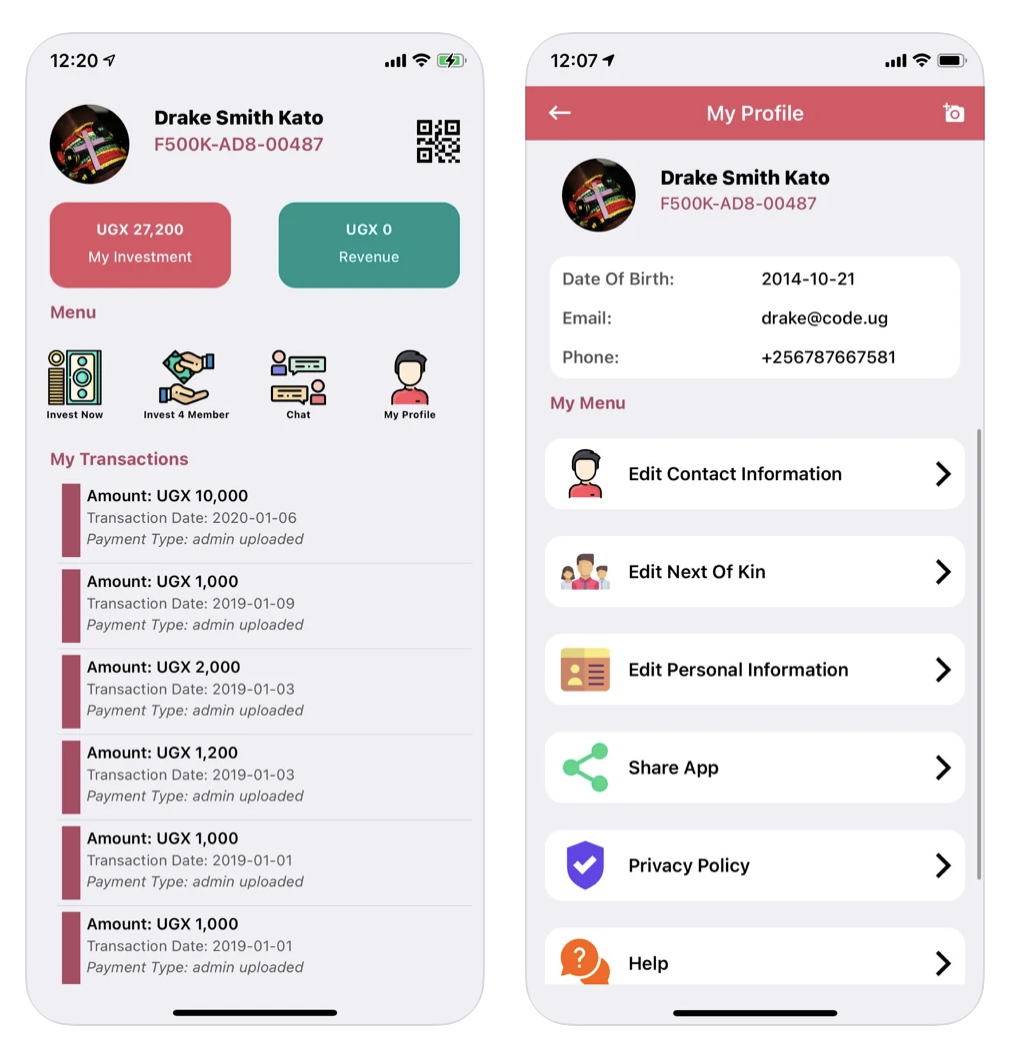 12:20
Drake Smith Kato
F500K-AD8-00487
UGX 27,200
My Investment
UGX 0
Revenue
Menu
Invest Now
Invest 4 Member
Chat
My Profile
My Transactions
Amount: UGX 10,000
Transaction Date: 2020-01-06
Payment Type: admin uploaded
Amount: UGX 1,000
Transaction Date: 2019-01-09
Payment Type: admin uploaded
Amount: UGX 2,000
Transaction Date: 2019-01-03
Payment Type: admin uploaded
Amount: UGX 1,200
Transaction Date: 2019-01-03
Payment Type: admin uploaded
Amount: UGX 1,000
Transaction Date: 2019-01-01
Payment Type: admin uploaded
Amount: UGX 1,000
Transaction Date: 2019-01-01
Payment Type: admin uploaded
12:07
My Profile
Drake Smith Kato
F500K-AD8-00487
Date Of Birth: 2014-10-21
Email: drake@code.ug
Phone: +256787667581
My Menu
Edit Contact Information
Edit Next Of Kin
Edit Personal Information
Share App
Privacy Policy
? Help